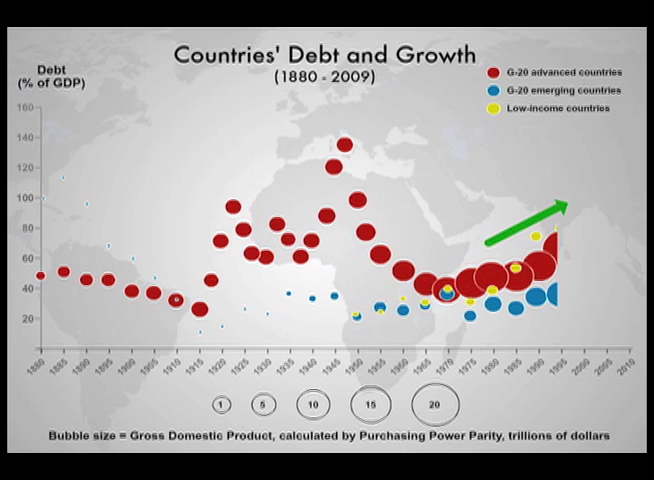 Countries' Debt and Growth
(1880 - 2009)
Debt
(% of GDP)
G-20 advanced countries
G-20 emerging countries
Low-income countries
160
140
120
100
80
60
40
20
1880 1885 1890 1895 1900 1905 1910 1915 1920 1925 1930 1935 1940 1945 1950 1955 1960 1965 1970 1975 1980 1985 1990 1995 2000 2005 2010
1 5 10 15 20
Bubble size = Gross Domestic Product, calculated by Purchasing Power Parity, trillions of dollars